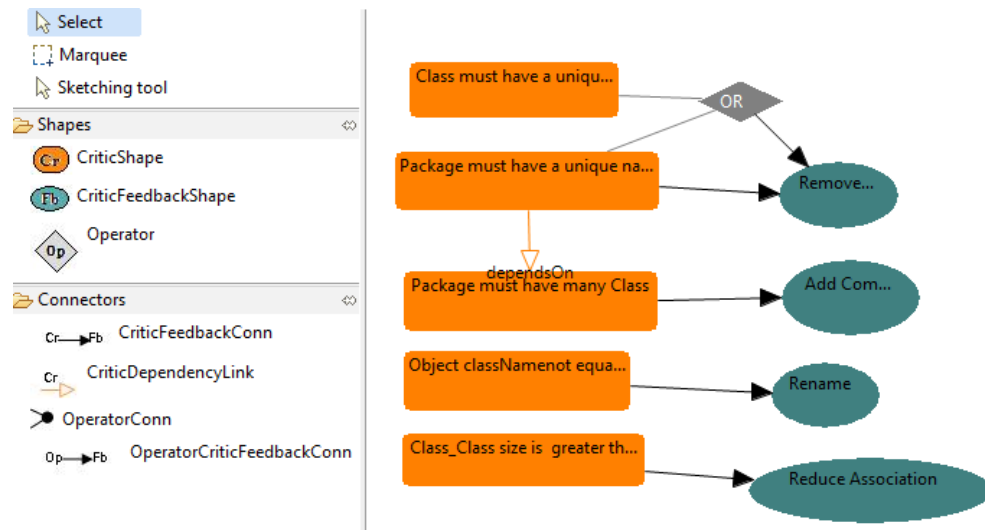 Select
Marquee
Sketching tool
Shapes
Cr CriticShape
Fb CriticFeedbackShape
Op Operator
Connectors
Cr Fb CriticFeedbackConn
Cr CriticDependencyLink
OperatorConn
Op Fb OperatorCriticFeedbackConn
Class must have a uniqu...
OR
Package must have a unique na...
Remove...
dependsOn
Package must have many Class
Add Com...
Object classNamenot equa...
Rename
Class_Class size is  greater th...
Reduce Association